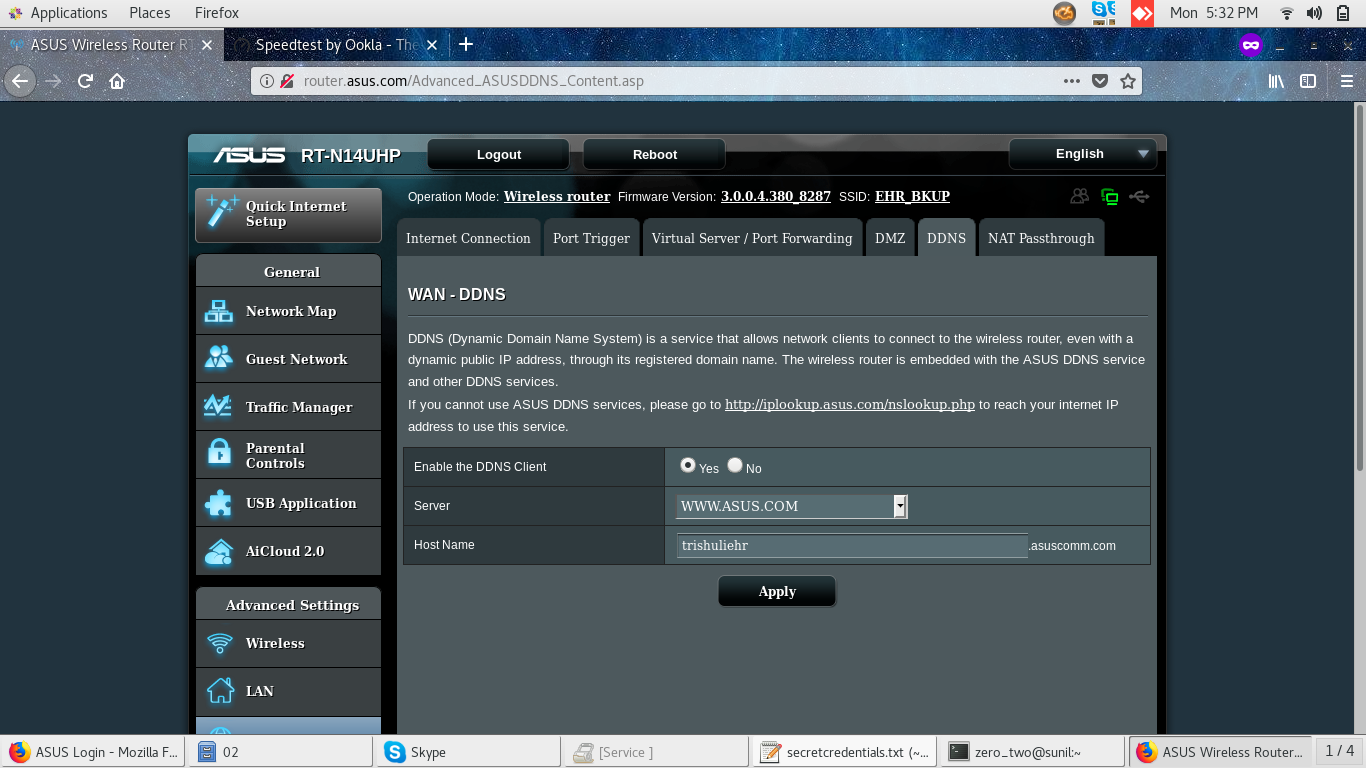 Applications Places Firefox
Mon 5:32 PM
ASUS Wireless Router RT
Speedtest by Ookla - The
router.asus.com/Advanced_ASUSDDNS_Content.asp
ASUS RT-N14UHP
Logout
Reboot
English
Quick Internet
Setup
Operation Mode: Wireless router Firmware Version: 3.0.0.4.380_8287 SSID: EHR_BKUP
Internet Connection
Port Trigger
Virtual Server / Port Forwarding
DMZ
DDNS
NAT Passthrough
General
Network Map
Guest Network
Traffic Manager
Parental
Controls
USB Application
AiCloud 2.0
Advanced Settings
Wireless
LAN
WAN - DDNS
DDNS (Dynamic Domain Name System) is a service that allows network clients to connect to the wireless router, even with a
dynamic public IP address, through its registered domain name. The wireless router is embedded with the ASUS DDNS service
and other DDNS services.
If you cannot use ASUS DDNS services, please go to http://iplookup.asus.com/nslookup.php to reach your internet IP
address to use this service.
Enable the DDNS Client Yes No
Server WWW.ASUS.COM
Host Name trishuliehr .asuscomm.com
Apply
ASUS Login - Mozilla F...
02
Skype
[Service ]
secretcredentials.txt (~...
zero_two@sunil:~
ASUS Wireless Router...
1 / 4